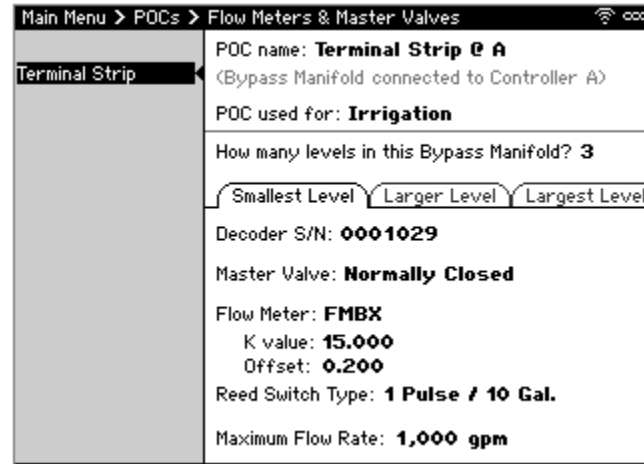 Main Menu > POCs > Flow Meters & Master Valves
Terminal Strip
POC name: Terminal Strip @ A
(Bypass Manifold connected to Controller A)
POC used for: Irrigation
How many levels in this Bypass Manifold? 3
Smallest Level Larger Level Largest Level
Decoder S/N: 0001029
Master Valve: Normally Closed
Flow Meter: FMBX
K value: 15.000
Offset: 0.200
Reed Switch Type: 1 Pulse / 10 Gal.
Maximum Flow Rate: 1,000 gpm